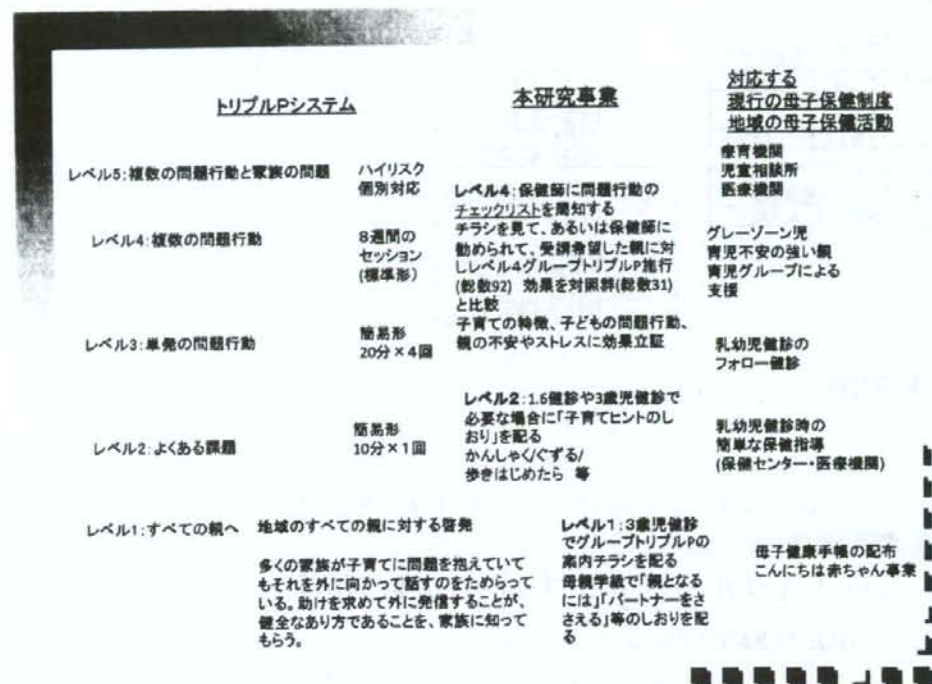 トリプルPシステム
本研究事業
対応する
現行の母子保健制度
地域の母子保健活動
レベル5:複数の問題行動と家族の問題
ハイリスク
個別対応
療育機関
児童相談所
医療機関
レベル4:複数の問題行動
8週間の
セッション
(標準形)
レベル4:保健師に問題行動の
チェックリストを周知する
チラシを見て、あるいは保健師に
勧められて、受講希望した親に対
しレベル4グループトリプルP施行
(総数92) 効果を対照群(総数31)
と比較
子育ての特徴、子どもの問題行動、
親の不安やストレスに効果立証
グレーゾーン児
育児不安の強い親
育児グループによる
支援
レベル3:単発の問題行動
簡易形
20分×4回
乳幼児健診の
フォロー健診
レベル2:よくある課題
簡易形
10分×1回
レベル2:1.6健診や3歳児健診で
必要な場合に「子育てヒントのし
おり」を配る
かんしゃく/ぐずる/
歩きはじめたら 等
乳幼児健診時の
簡単な保健指導
(保健センター・医療機関)
レベル1:すべての親へ
地域のすべての親に対する啓発
多くの家族が子育てに問題を抱えていて
もそれを外に向かって話すのをためらって
いる。助けを求めて外に発信することが、
健全なあり方であることを、家族に知って
もらう。
レベル1:3歳児健診
でグループトリプルPの
案内チラシを配る
母親学級で「親となる
には」「パートナーをさ
さえる」等のしおりを配
る
母子健康手帳の配布
こんにちは赤ちゃん事業